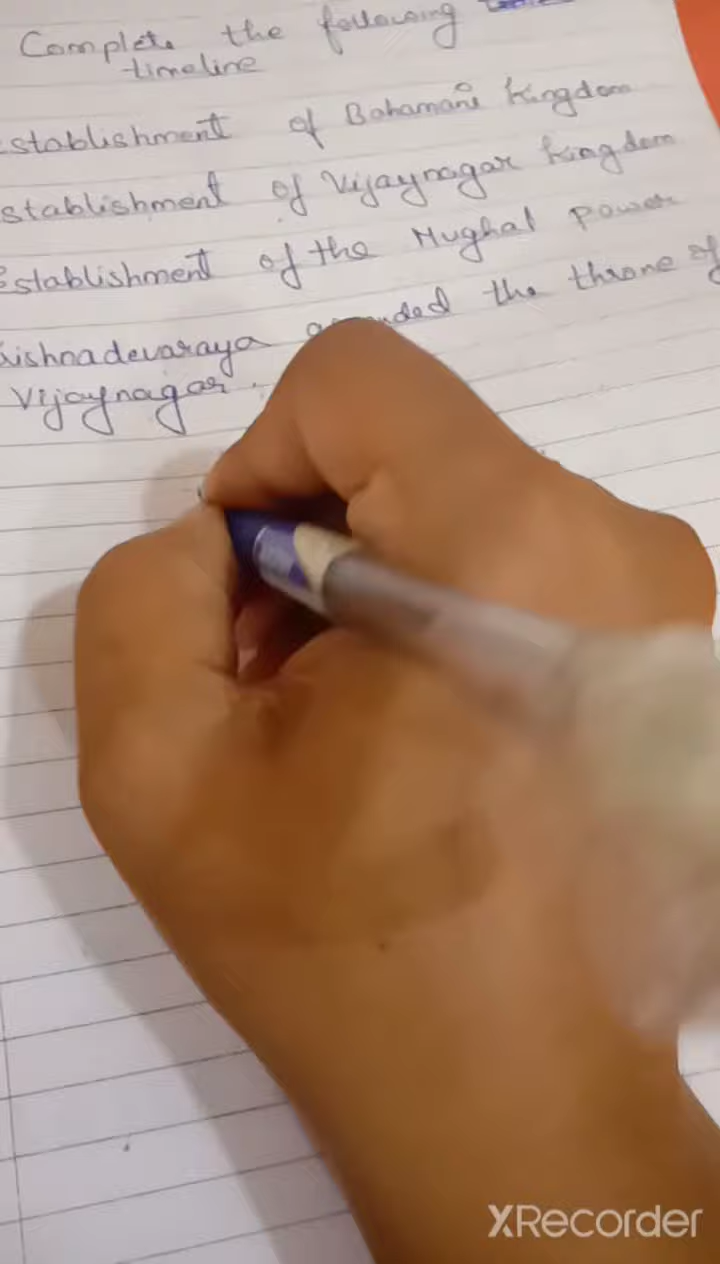 Complete the following
timeline
stablishment of Bahamani kingdom
stablishment of Vijaynagar kingdom
Establishment of the Mughal Power
ishnadevaraya the throne of
Vijaynagar.
XRecorder